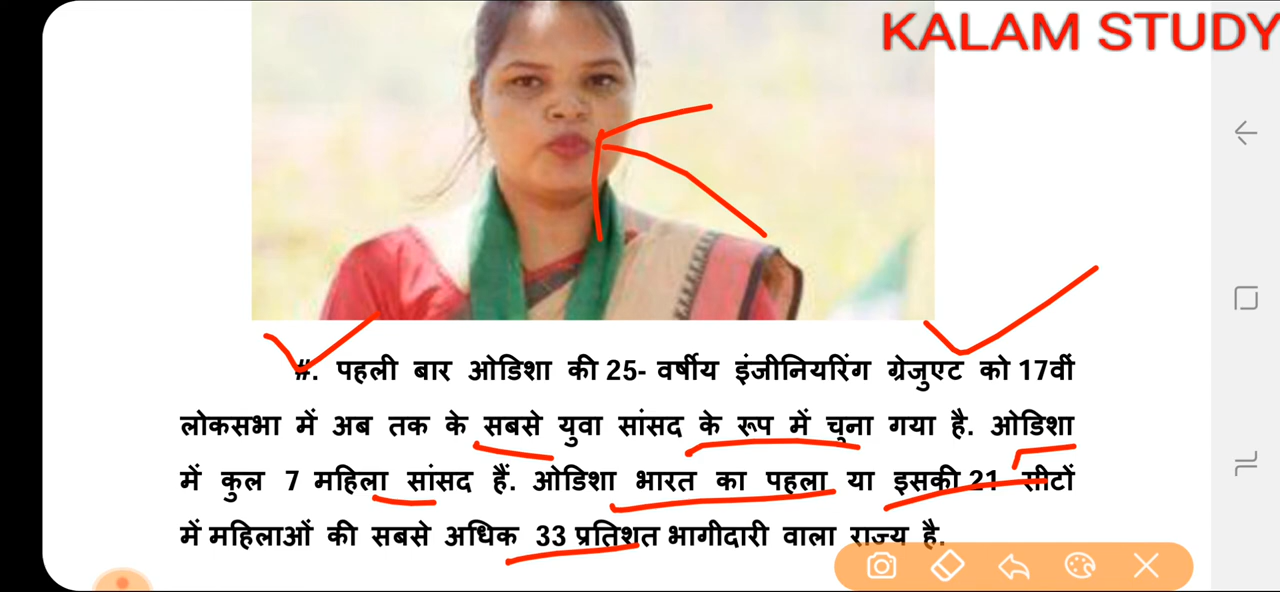 KALAM STUDY
#. पहली बार ओडिशा की 25- वर्षीय इंजीनियरिंग ग्रेजुएट को 17वीं
लोकसभा में अब तक के सबसे युवा सांसद के रूप में चुना गया है. ओडिशा
में कुल 7 महिला सांसद हैं. ओडिशा भारत का पहला या इसकी 21 सीटों
में महिलाओं की सबसे अधिक 33 प्रतिशत भागीदारी वाला राज्य है.